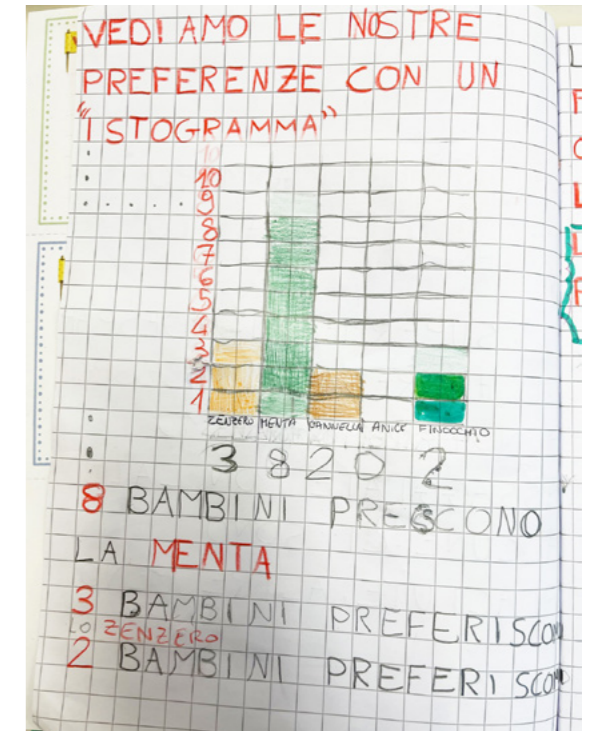 VEDIAMO LE NOSTRE
PREFERENZE CON UN
"ISTOGRAMMA"
10
9
8
7
6
5
4
3
2
1
ZENZERO MENTA CANNELLA ANICE FINOCCHIO
3 8 2 0 2
8 BAMBINI PRESCONO
LA MENTA
3 BAMBINI PREFERISCON
LO ZENZERO
2 BAMBINI PREFERISCON